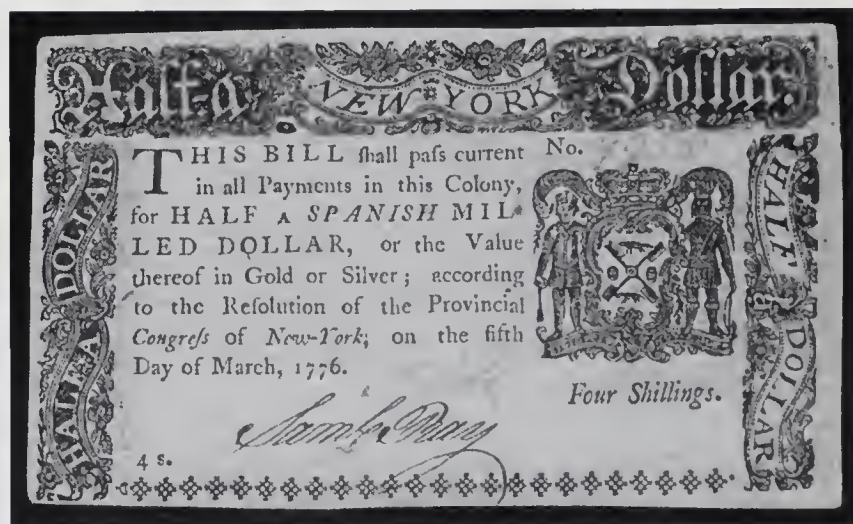 Half a
NEW YORK
Dollar.
HALF A DOLLAR
THIS BILL ſhall paſs current
in all Payments in this Colony,
for HALF A SPANISH MIL-
LED DOLLAR, or the Value
thereof in Gold or Silver; according
to the Reſolution of the Provincial
Congreſs of New-York; on the fifth
Day of March, 1776.
No.
Four Shillings.
4 s.
HALF a DOLLAR